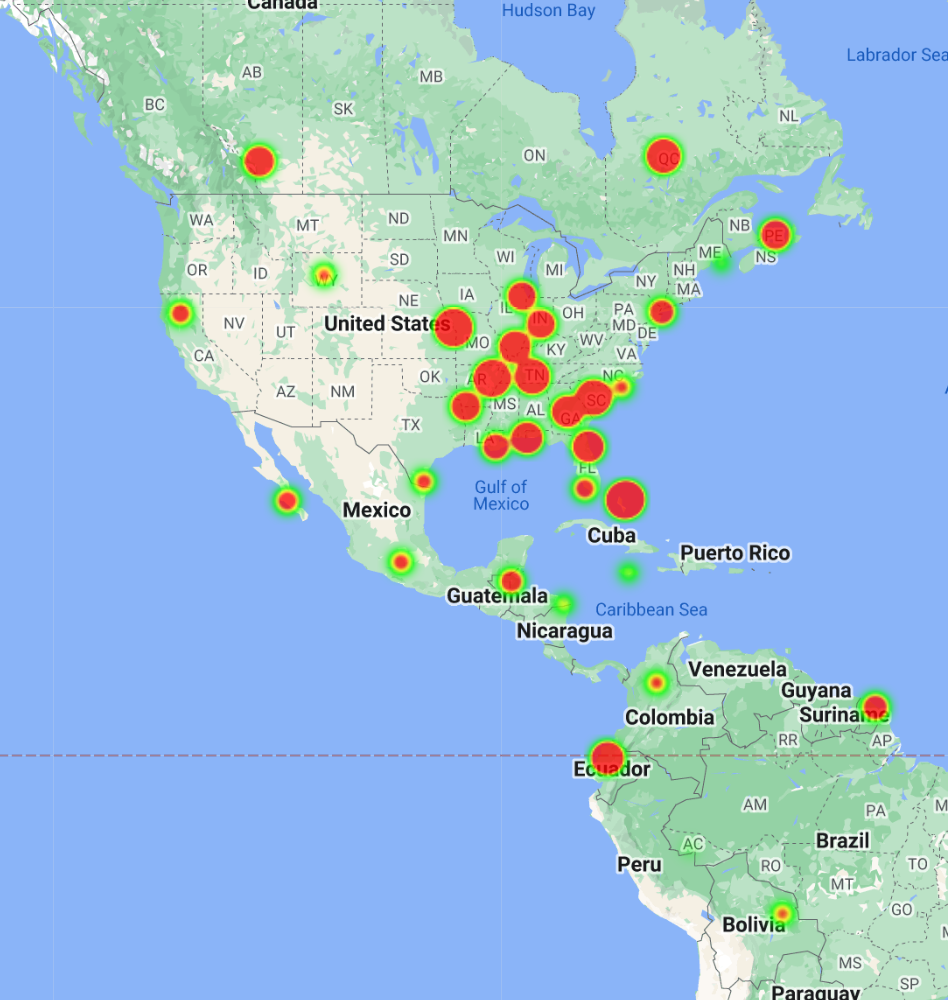 Canada
Hudson Bay
Labrador Sea
AB
MB
BC
SK
NL
ON
QC
WA
MT
ND
NB
PE
MN
ME
NS
WI
OR
ID
SD
MI
NH
WY
NY
MA
IA
NE
IL
OH
PA
IN
United States
NV
MD
DE
UT
MO
KY
WV
CA
VA
OK
AR
TN
NC
AZ
NM
MS
AL
SC
TX
GA
LA
FL
Gulf of
Mexico
Mexico
Cuba
Puerto Rico
Guatemala
Caribbean Sea
Nicaragua
Venezuela
Guyana
Colombia
Suriname
RR
AP
Ecuador
AM
PA
M
Brazil
AC
Peru
RO
TO
MT
GO
Bolivia
MS
SP
Paraguay